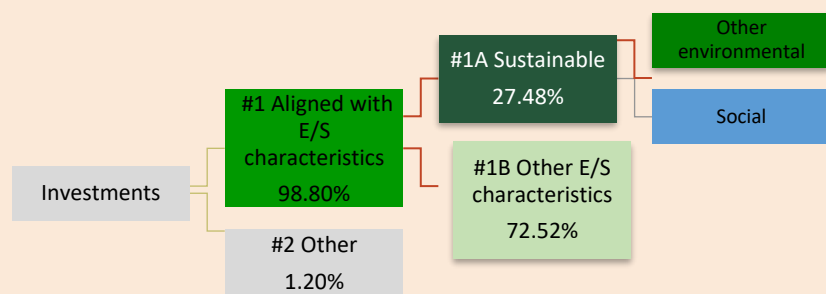 Investments
#1 Aligned with
E/S
characteristics
98.80%
#2 Other
1.20%
#1A Sustainable
27.48%
#1B Other E/S
characteristics
72.52%
Other
environmental
Social